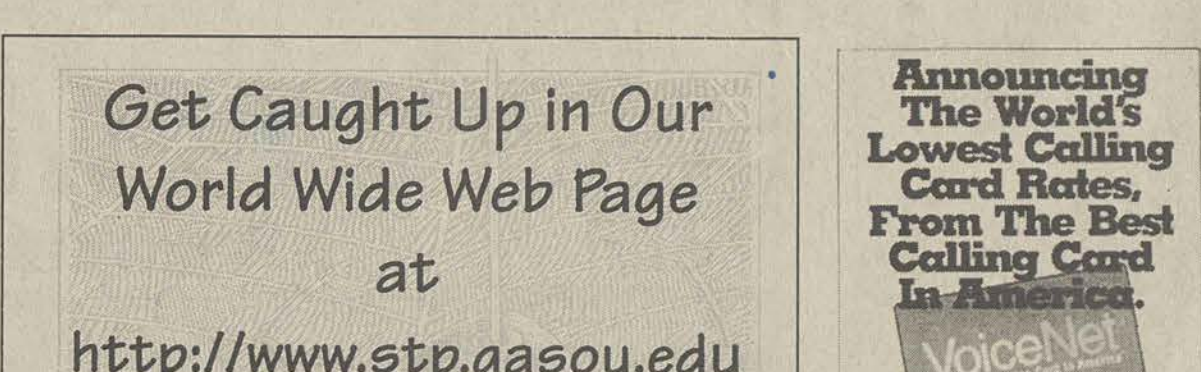 Get Caught Up in Our
World Wide Web Page
at
http://www.stp.gasou.edu
Announcing
The World's
Lowest Calling
Card Rates,
From The Best
Calling Card
In America.
VoiceNet